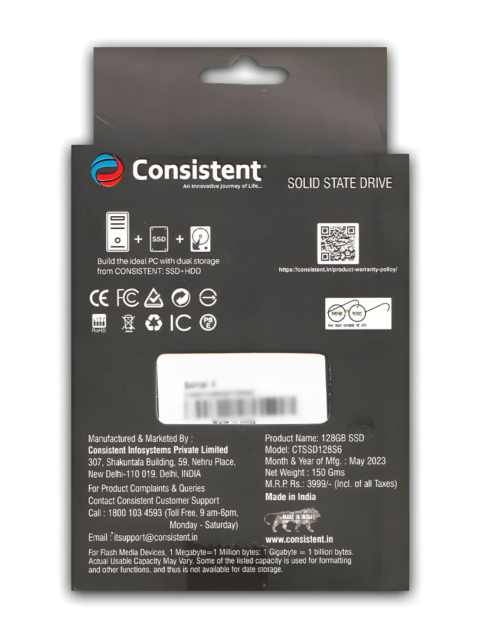 Consistent
An Innovative Journey of Life...
SOLID STATE DRIVE
+ SSD +
Build the ideal PC with dual storage
from CONSISTENT: SSD+HDD
https://consistent.in/product-warranty-policy/
CE FC
RoHS IC
Manufactured & Marketed By :
Consistent Infosystems Private Limited
307, Shakuntala Building, 59, Nehru Place,
New Delhi-110 019, Delhi, INDIA
For Product Complaints & Queries
Contact Consistent Customer Support
Call : 1800 103 4593 (Toll Free, 9 am-6pm,
Monday - Saturday)
Email : itsupport@consistent.in
Product Name: 128GB SSD
Model: CTSSD128S6
Month & Year of Mfg. : May 2023
Net Weight : 150 Gms
M.R.P. Rs.: 3999/- (Incl. of all Taxes)
Made in India
MAKE IN INDIA
www.consistent.in
For Flash Media Devices. 1 Megabyte=1 Million bytes: 1 Gigabyte = 1 billion bytes.
Actual Usable Capacity May Vary. Some of the listed capacity is used for formatting
and other functions, and thus is not available for date storage.